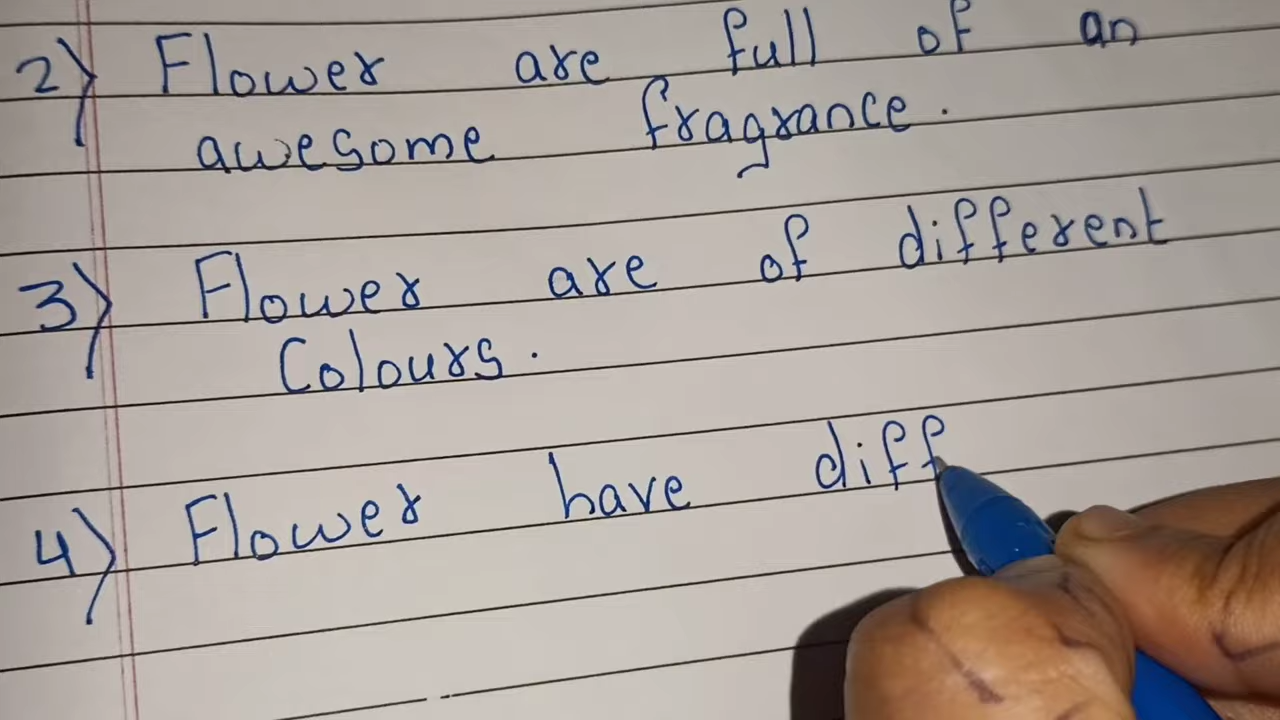 2) Flower are full of an
awesome fragrance.
3) Flower are of different
Colours.
4) Flower have diff